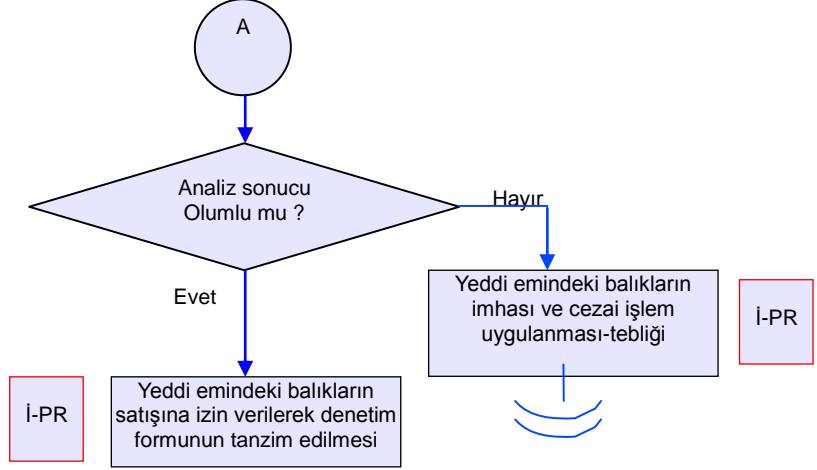 A
Analiz sonucu
Olumlu mu ?
Hayır
Evet
Yeddi emindeki balıkların
imhası ve cezai işlem
uygulanması-tebliği
İ-PR
İ-PR
Yeddi emindeki balıkların
satışına izin verilerek denetim
formunun tanzim edilmesi